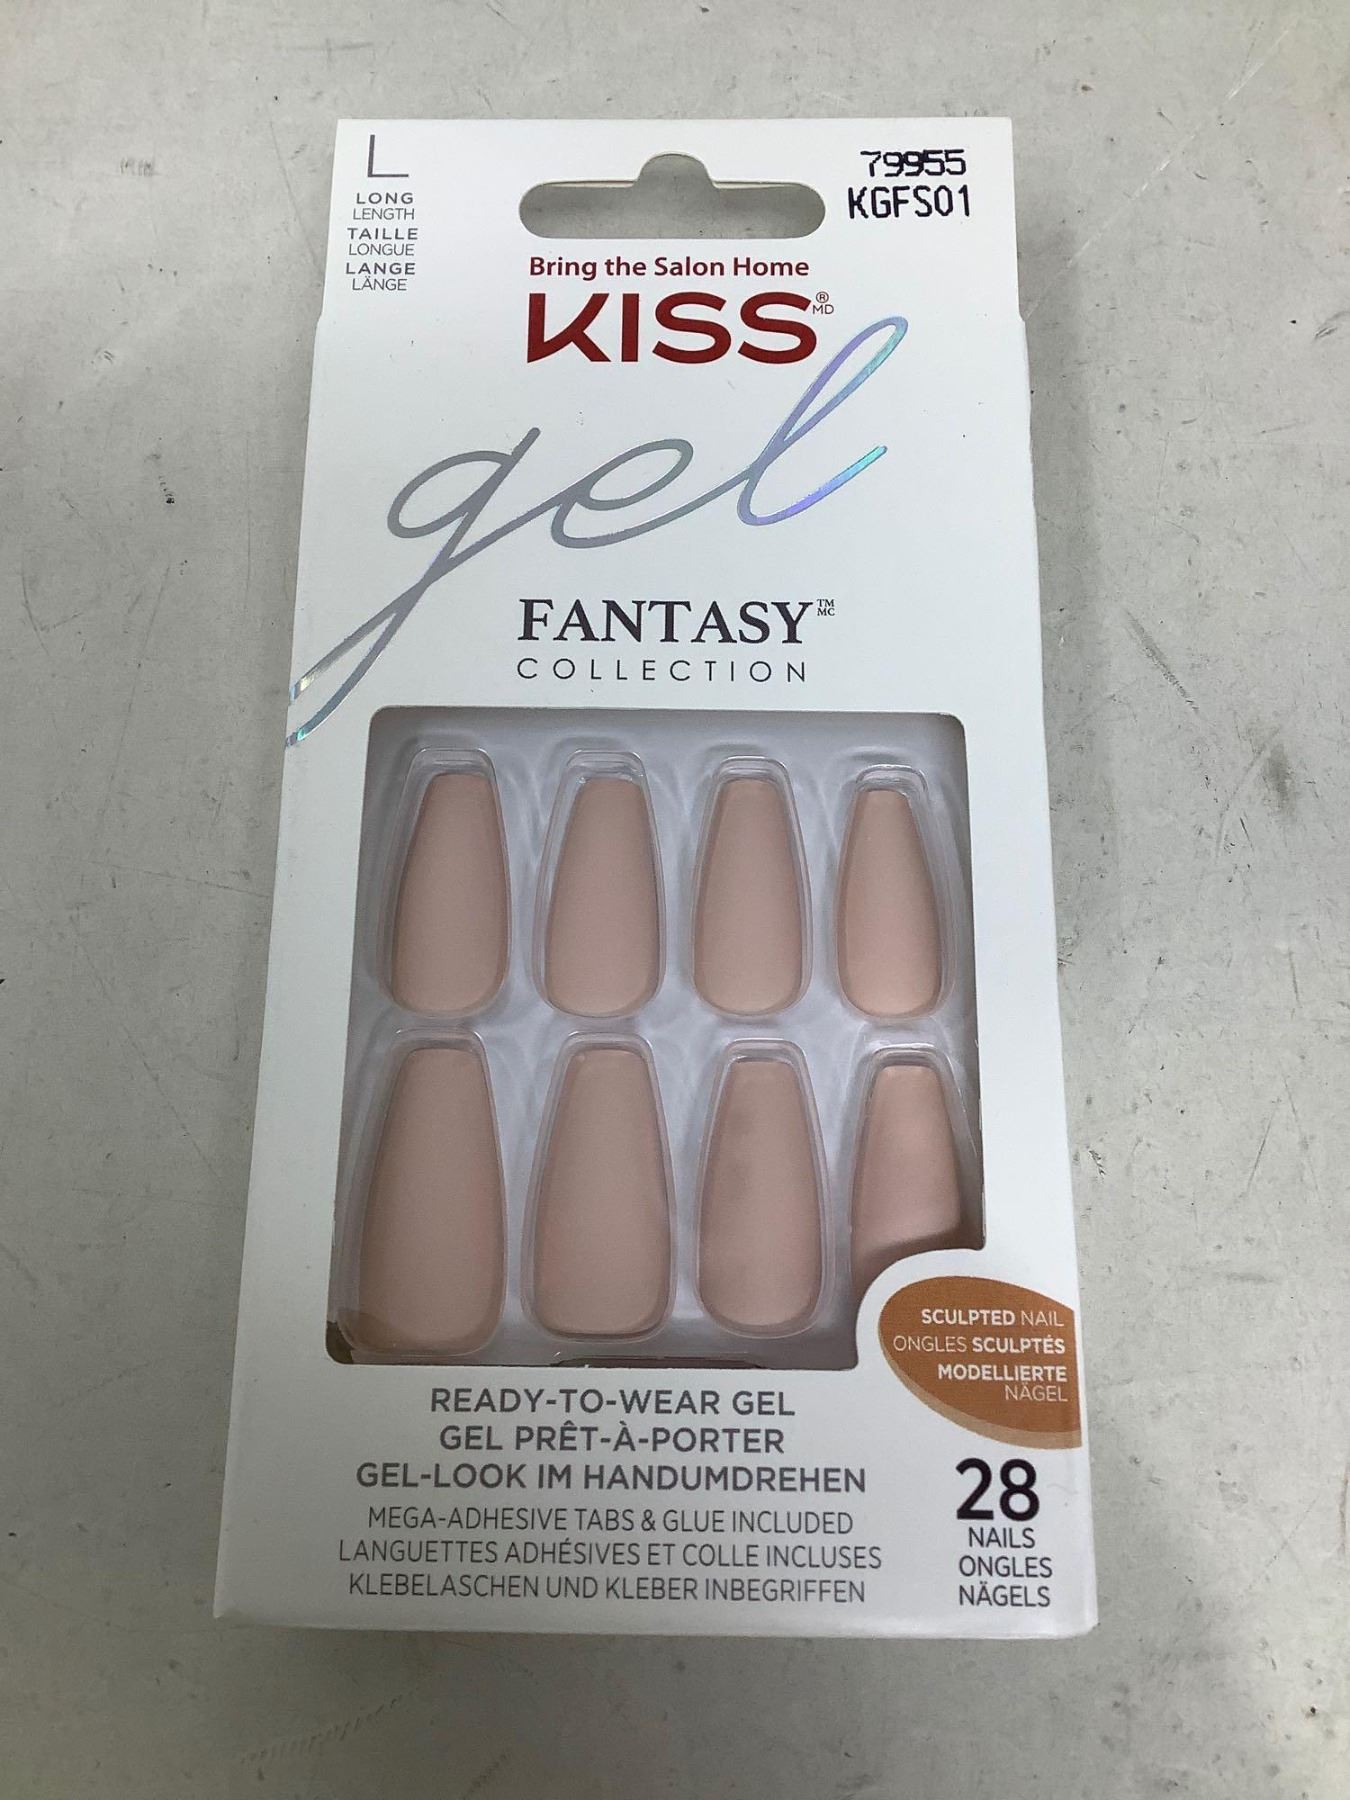 L
LONG
LENGTH
TAILLE
LONGUE
LANGE
LÄNGE
79955
KGFS01
Bring the Salon Home
KISS®MD
gel
FANTASY™MC
COLLECTION
SCULPTED NAIL
ONGLES SCULPTÉS
MODELLIERTE
NÄGEL
READY-TO-WEAR GEL
GEL PRÊT-À-PORTER
GEL-LOOK IM HANDUMDREHEN
MEGA-ADHESIVE TABS & GLUE INCLUDED
LANGUETTES ADHÉSIVES ET COLLE INCLUSES
KLEBELASCHEN UND KLEBER INBEGRIFFEN
28
NAILS
ONGLES
NÄGELS